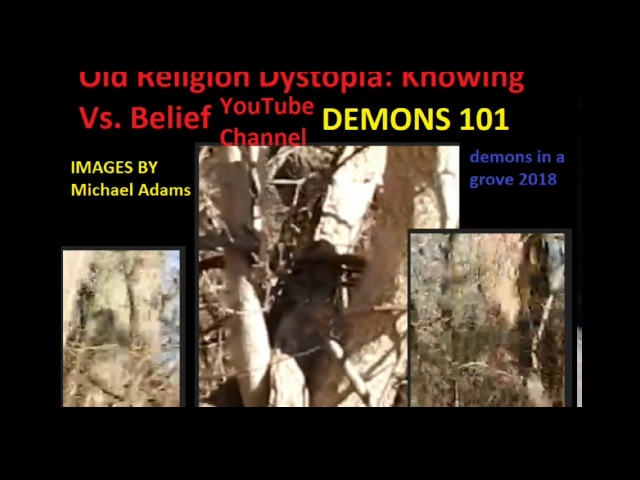 Old Religion Dystopia: Knowing
Vs. Belief YouTube Channel DEMONS 101
IMAGES BY
Michael Adams
demons in a
grove 2018